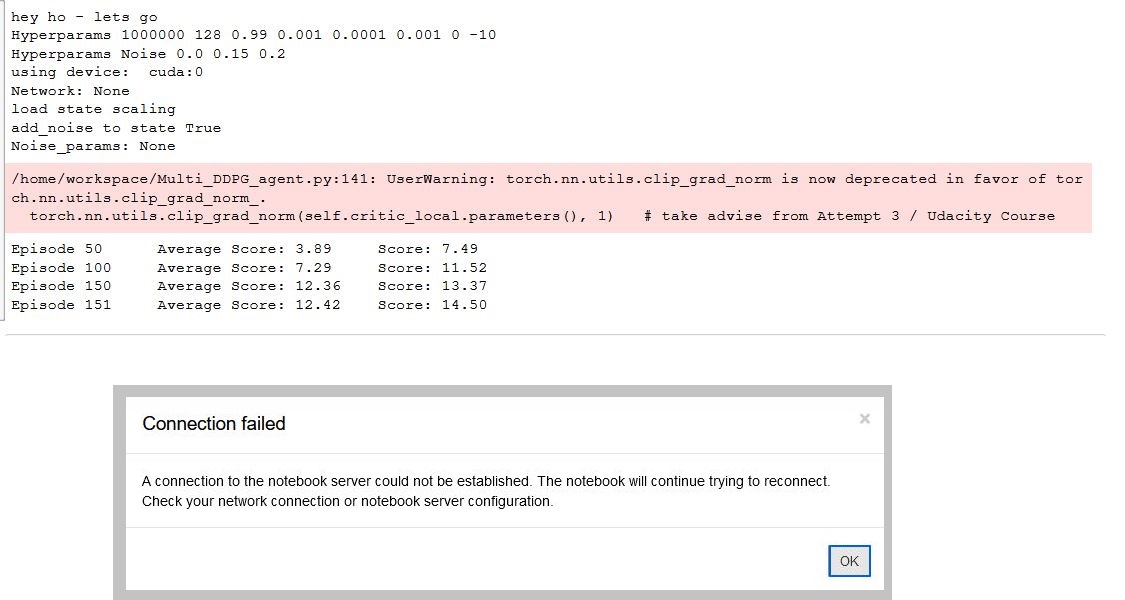 hey ho - lets go
Hyperparams 1000000 128 0.99 0.001 0.0001 0.001 0 -10
Hyperparams Noise 0.0 0.15 0.2
using device:  cuda:0
Network: None
load state scaling
add_noise to state True
Noise_params: None
/home/workspace/Multi_DDPG_agent.py:141: UserWarning: torch.nn.utils.clip_grad_norm is now deprecated in favor of tor
ch.nn.utils.clip_grad_norm_.
  torch.nn.utils.clip_grad_norm(self.critic_local.parameters(), 1)   # take advise from Attempt 3 / Udacity Course
Episode 50	Average Score: 3.89	Score: 7.49
Episode 100	Average Score: 7.29	Score: 11.52
Episode 150	Average Score: 12.36	Score: 13.37
Episode 151	Average Score: 12.42	Score: 14.50
Connection failed ×
A connection to the notebook server could not be established. The notebook will continue trying to reconnect.
Check your network connection or notebook server configuration.
OK